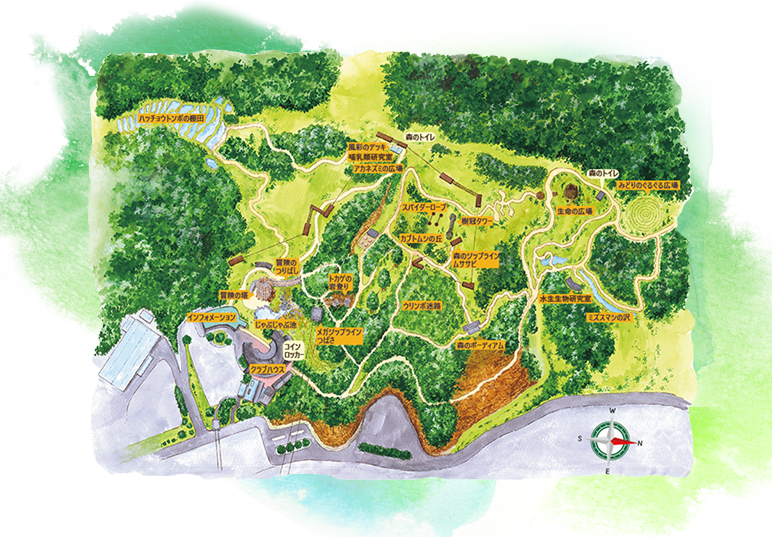 ハッチョウトンボの棚田
森のトイレ
風彩のデッキ
哺乳類研究室
アカネズミの広場
森のトイレ
みどりのぐるぐる広場
スパイダーロープ
生命の広場
樹冠タワー
カブトムシの丘
森のジップライン
ムササビ
冒険の
つりばし
トカゲの
岩登り
冒険の塔
ウリンボ迷路
水生生物研究室
インフォメーション
じゃぶじゃぶ池
メガジップライン
つばさ
ミズスマシの沢
コイン
ロッカー
森のポーディアム
クラブハウス
W
S
N
E